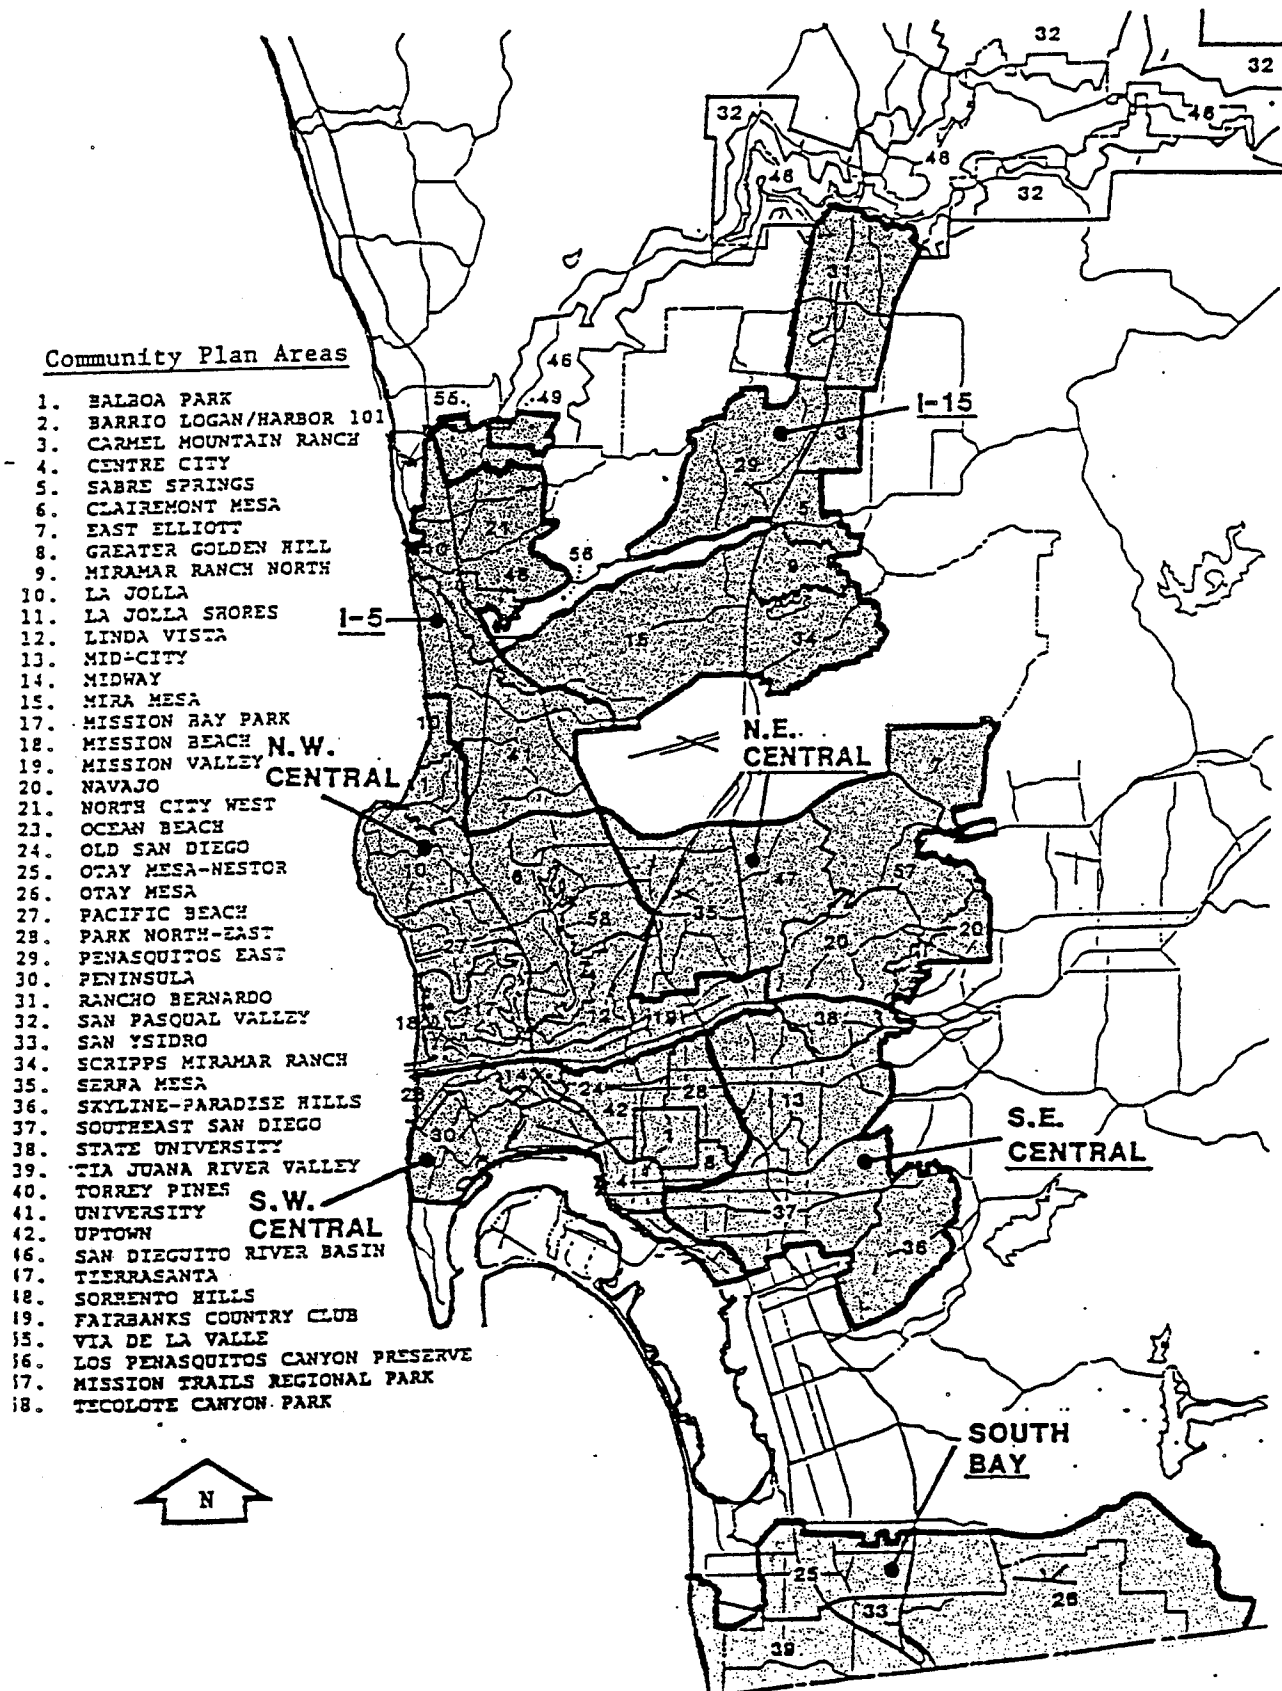 Community Plan Areas
1. BALBOA PARK
2. BARRIO LOGAN/HARBOR 101
3. CARMEL MOUNTAIN RANCH
4. CENTRE CITY
5. SABRE SPRINGS
6. CLAIREMONT MESA
7. EAST ELLIOTT
8. GREATER GOLDEN HILL
9. MIRAMAR RANCH NORTH
10. LA JOLLA
11. LA JOLLA SHORES
12. LINDA VISTA
13. MID-CITY
14. MIDWAY
15. MIRA MESA
17. MISSION BAY PARK
18. MISSION BEACH
19. MISSION VALLEY
20. NAVAJO
21. NORTH CITY WEST
23. OCEAN BEACH
24. OLD SAN DIEGO
25. OTAY MESA-NESTOR
26. OTAY MESA
27. PACIFIC BEACH
28. PARK NORTH-EAST
29. PENASQUITOS EAST
30. PENINSULA
31. RANCHO BERNARDO
32. SAN PASQUAL VALLEY
33. SAN YSIDRO
34. SCRIPPS MIRAMAR RANCH
35. SERRA MESA
36. SKYLINE-PARADISE HILLS
37. SOUTHEAST SAN DIEGO
38. STATE UNIVERSITY
39. TIA JUANA RIVER VALLEY
40. TORREY PINES
41. UNIVERSITY
42. UPTOWN
46. SAN DIEGUITO RIVER BASIN
47. TIERRASANTA
48. SORRENTO HILLS
49. FAIRBANKS COUNTRY CLUB
55. VIA DE LA VALLE
56. LOS PENASQUITOS CANYON PRESERVE
57. MISSION TRAILS REGIONAL PARK
58. TECOLOTE CANYON PARK
N
32
32
32
46
48
46
32
31
46
55.
49
I-15
3
29
5
21
56
9
48
I-5
15
34
10
N.W.
CENTRAL
N.E.
CENTRAL
41
7
10
6
57
47
58
35
20
20
27
18
12
19
38
14
24
28
42
13
30
1
8
S.E.
CENTRAL
S.W.
CENTRAL
4
37
36
SOUTH
BAY
25
33
26
39